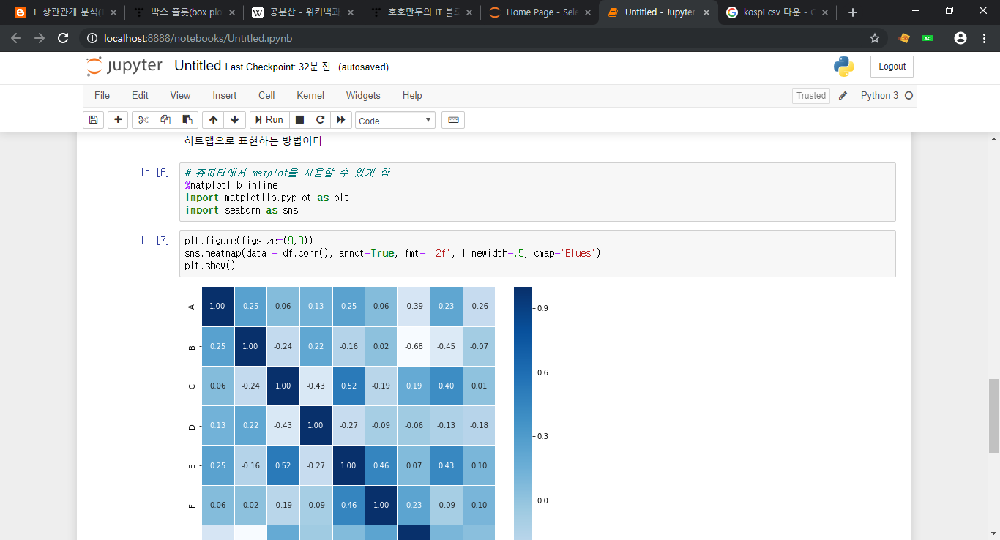 1. 상관관계 분석(
박스 플롯(box plo
공분산 - 위키백과
호호만두의 IT 블로
Home Page - Sele
Untitled - Jupyter
kospi csv 다운 - G
localhost:8888/notebooks/Untitled.ipynb
AC
jupyter Untitled Last Checkpoint: 32분 전 (autosaved)
Logout
File Edit View Insert Cell Kernel Widgets Help
Trusted Python 3
Run Code
히트맵으로 표현하는 방법이다
In [6]:
# 쥬피터에서 matplot을 사용할 수 있게 함
%matplotlib inline
import matplotlib.pyplot as plt
import seaborn as sns
In [7]:
plt.figure(figsize=(9,9))
sns.heatmap(data = df.corr(), annot=True, fmt='.2f', linewidth=.5, cmap='Blues')
plt.show()
A 1.00 0.25 0.06 0.13 0.25 0.06 -0.39 0.23 -0.26
B 0.25 1.00 -0.24 0.22 -0.16 0.02 -0.68 -0.45 -0.07
C 0.06 -0.24 1.00 -0.43 0.52 -0.19 0.19 0.40 0.01
D 0.13 0.22 -0.43 1.00 -0.27 -0.09 -0.06 -0.13 -0.18
E 0.25 -0.16 0.52 -0.27 1.00 0.46 0.07 0.43 0.10
F 0.06 0.02 -0.19 -0.09 0.46 1.00 0.23 -0.09 0.10
0.9
0.6
0.3
0.0